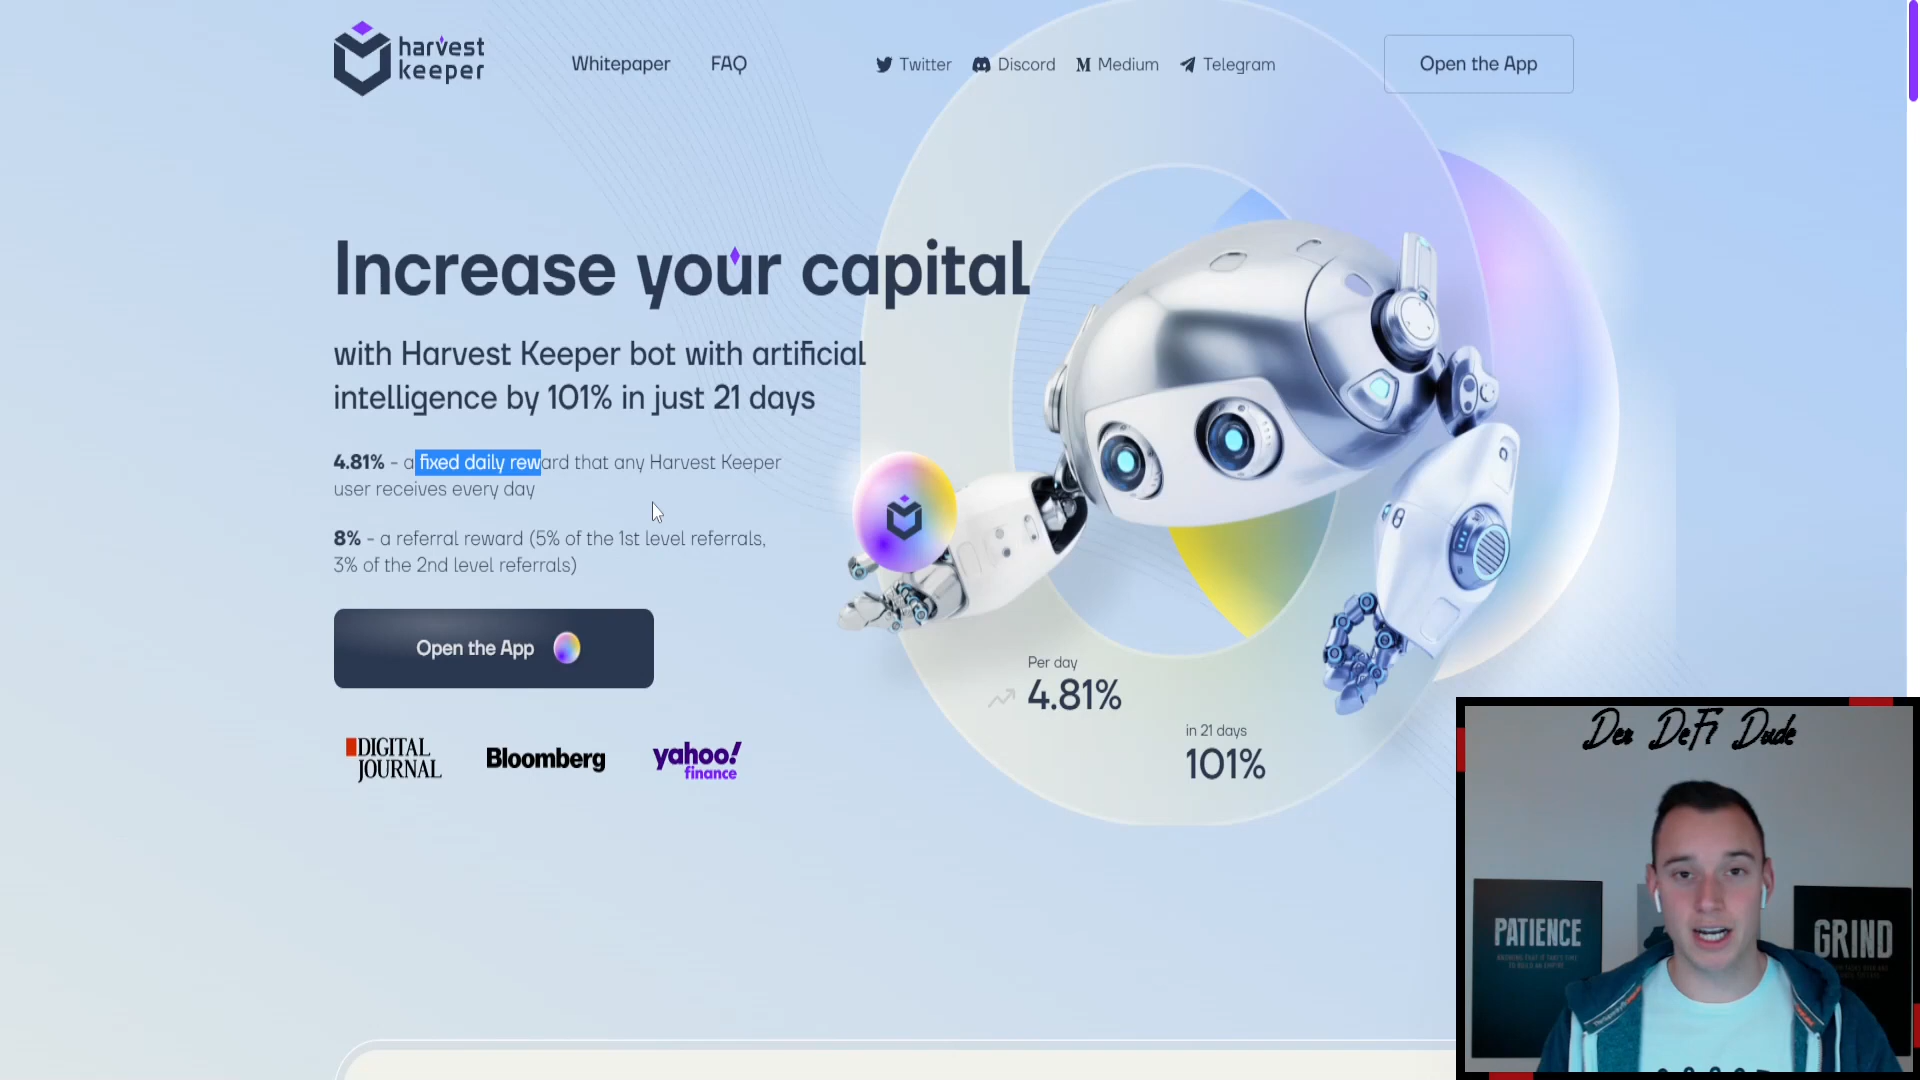 harvest
keeper
Whitepaper
FAQ
Twitter
Discord
Medium
Telegram
Open the App
Increase your capital
with Harvest Keeper bot with artificial
intelligence by 101% in just 21 days
4.81% - a fixed daily reward that any Harvest Keeper
user receives every day
8% - a referral reward (5% of the 1st level referrals,
3% of the 2nd level referrals)
Open the App
DIGITAL
JOURNAL
Bloomberg
yahoo!
finance
Per day
4.81%
in 21 days
101%
Der DeFi Dude
PATIENCE
GRIND